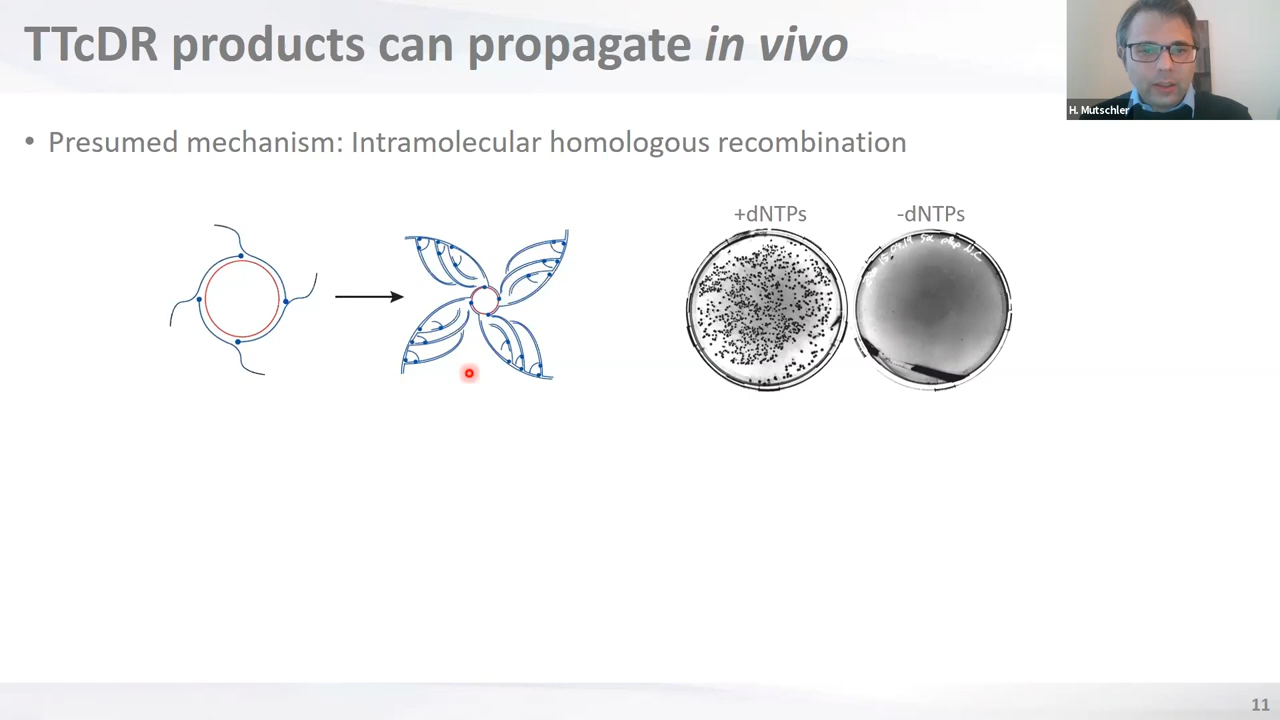 TTcDR products can propagate in vivo
H. Mutschler
• Presumed mechanism: Intramolecular homologous recombination
+dNTPs
-dNTPs
11